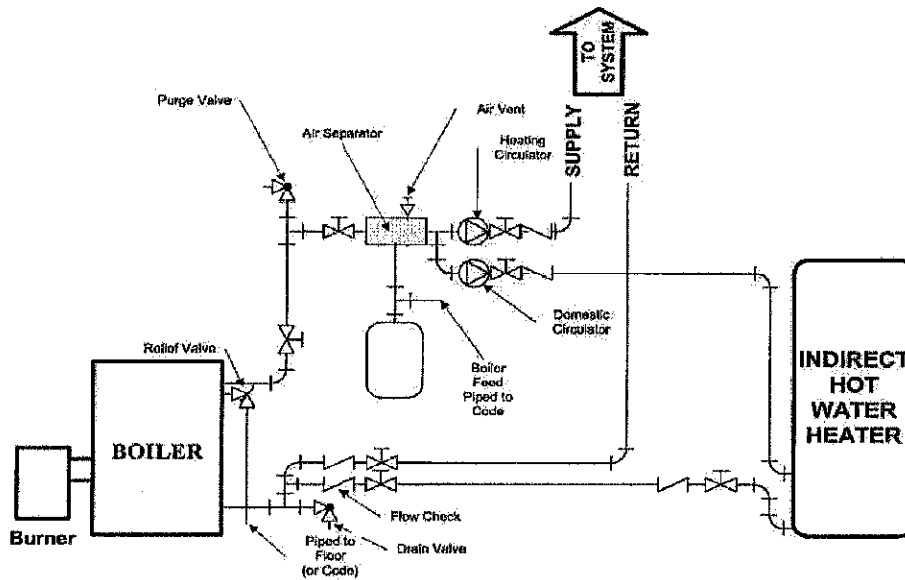 TO
SYSTEM
Purge Valve
Air Vent
Air Separator
Heating
Circulator
SUPPLY
RETURN
Domestic
Circulator
Relief Valve
Boiler
Feed
Piped to
Code
INDIRECT
HOT
WATER
HEATER
BOILER
Burner
Flow Check
Piped to
Floor
(or Code)
Drain Valve